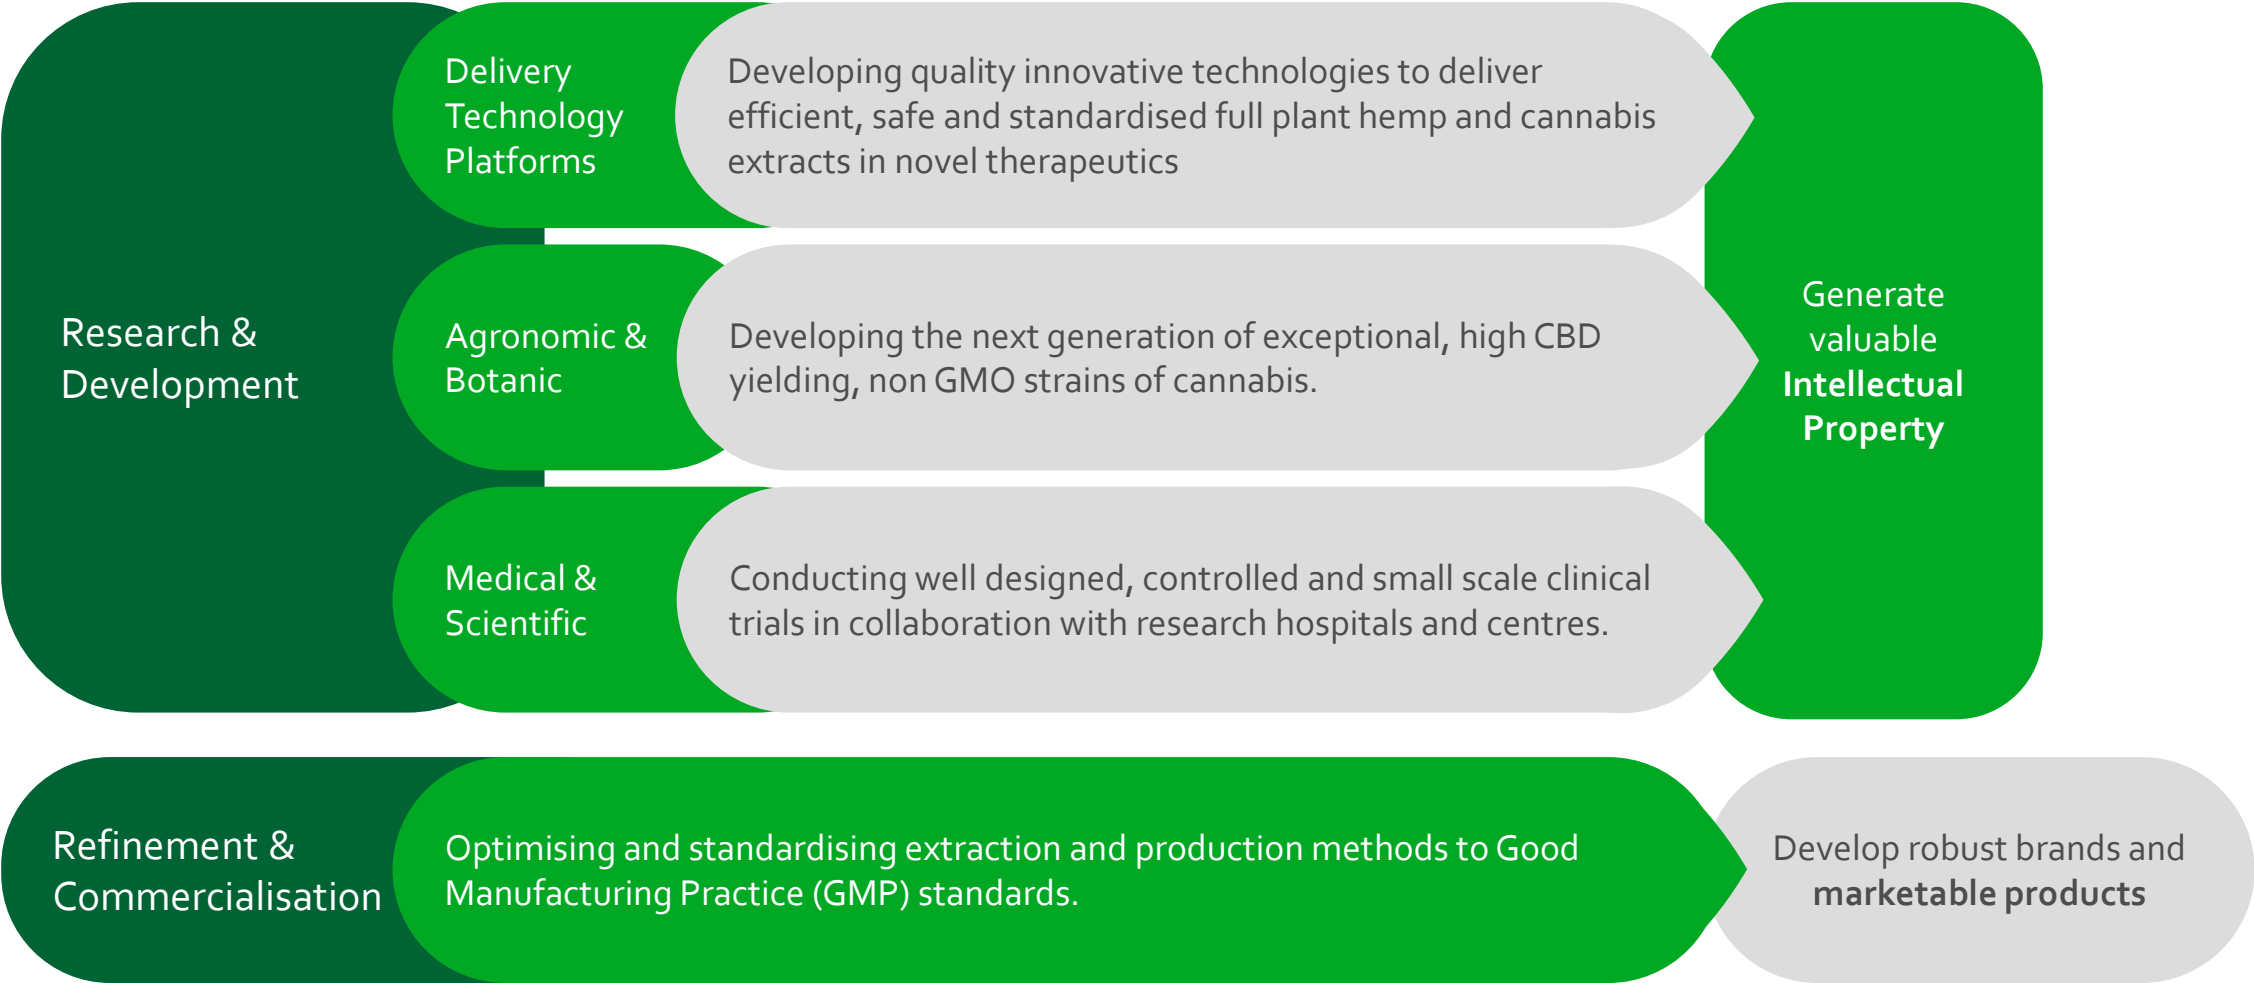 Research &
Development
Delivery
Technology
Platforms
Developing quality innovative technologies to deliver
efficient, safe and standardised full plant hemp and cannabis
extracts in novel therapeutics
Agronomic &
Botanic
Developing the next generation of exceptional, high CBD
yielding, non GMO strains of cannabis.
Medical &
Scientific
Conducting well designed, controlled and small scale clinical
trials in collaboration with research hospitals and centres.
Generate
valuable
Intellectual
Property
Refinement &
Commercialisation
Optimising and standardising extraction and production methods to Good
Manufacturing Practice (GMP) standards.
Develop robust brands and
marketable products